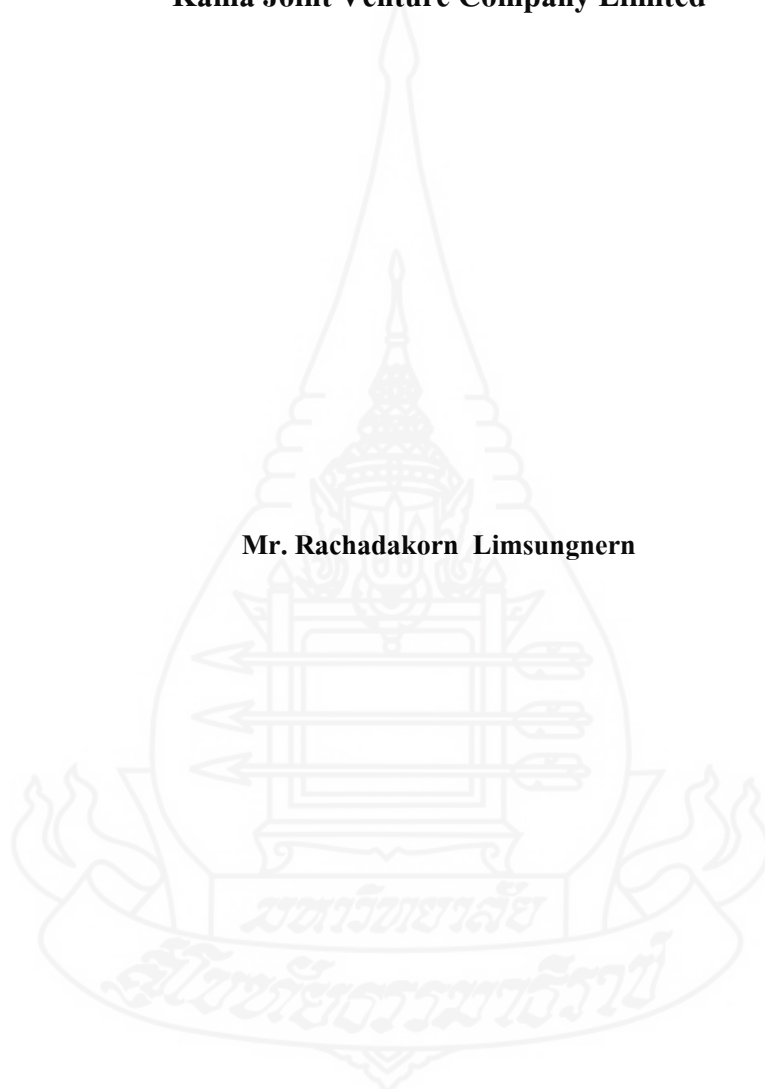 Kama Joint Venture Company Limited
Mr. Rachadakorn Limsungnern
มหาวิทยาลัย
สุโขทัยธรรมาธิราช